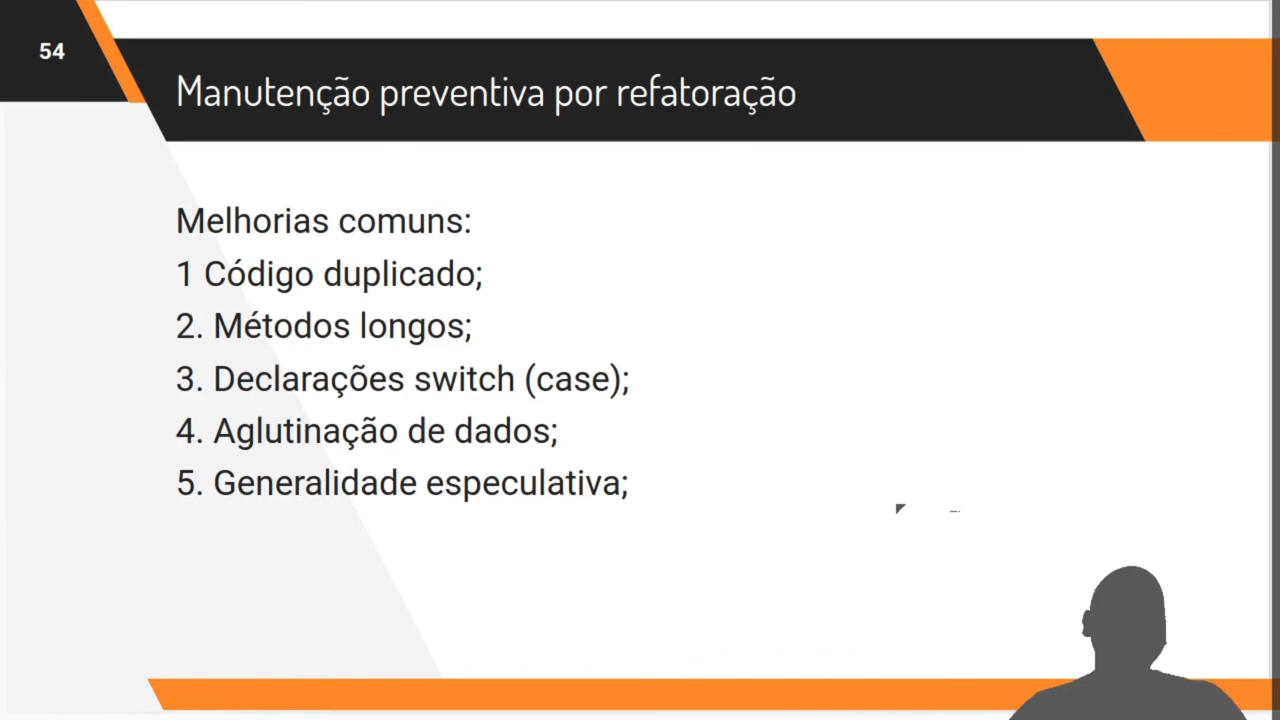 54
Manutenção preventiva por refatoração
Melhorias comuns:
1 Código duplicado;
2. Métodos longos;
3. Declarações switch (case);
4. Aglutinação de dados;
5. Generalidade especulativa;